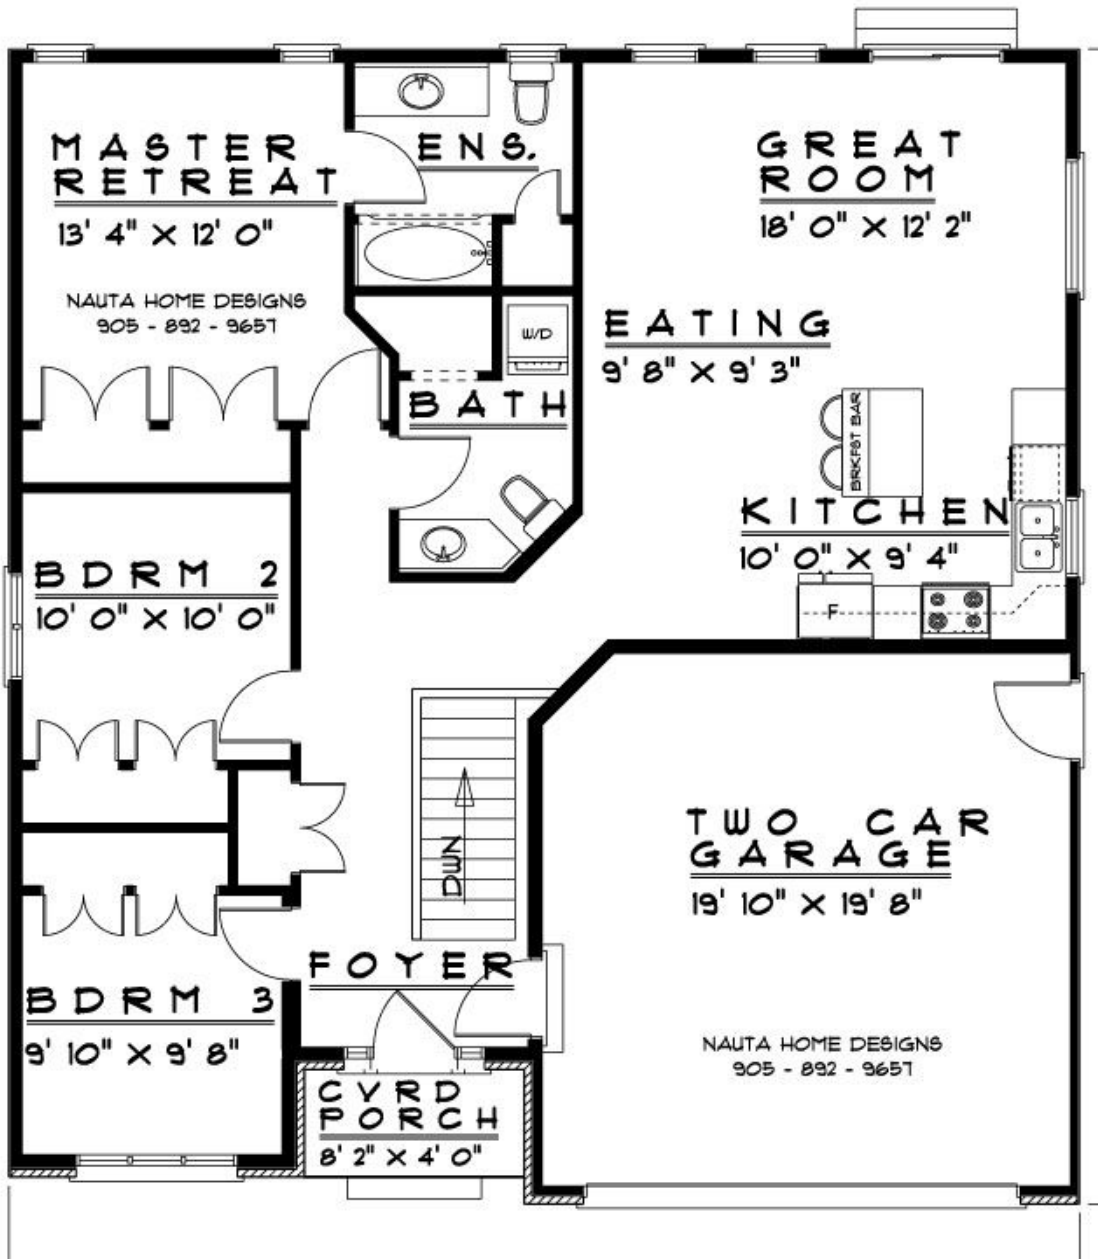 MASTER
RETREAT
13' 4" X 12' 0"
NAUTA HOME DESIGNS
905 - 892 - 9657
ENS.
GREAT
ROOM
18' 0" X 12' 2"
EATING
9' 8" X 9' 3"
W/D
BATH
BRKFST BAR
KITCHEN
10' 0" X 9' 4"
F
BDRM 2
10' 0" X 10' 0"
DWN
TWO CAR
GARAGE
19' 10" X 19' 8"
FOYER
BDRM 3
9' 10" X 9' 8"
NAUTA HOME DESIGNS
905 - 892 - 9657
CVRD
PORCH
8' 2" X 4' 0"